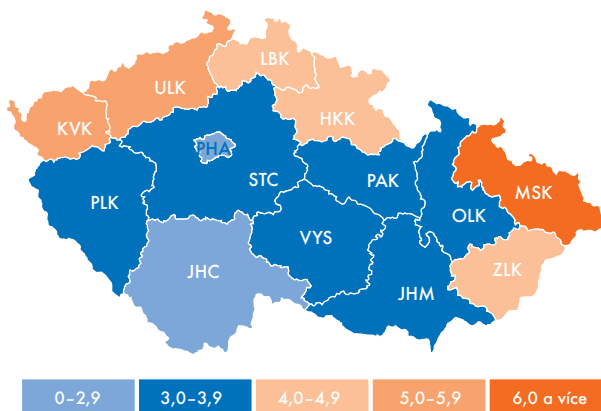 LBK
ULK
HKK
KVK
PHA
STC
PAK
MSK
PLK
OLK
VYS
ZLK
JHC
JHM
0–2,9
3,0–3,9
4,0–4,9
5,0–5,9
6,0 a více